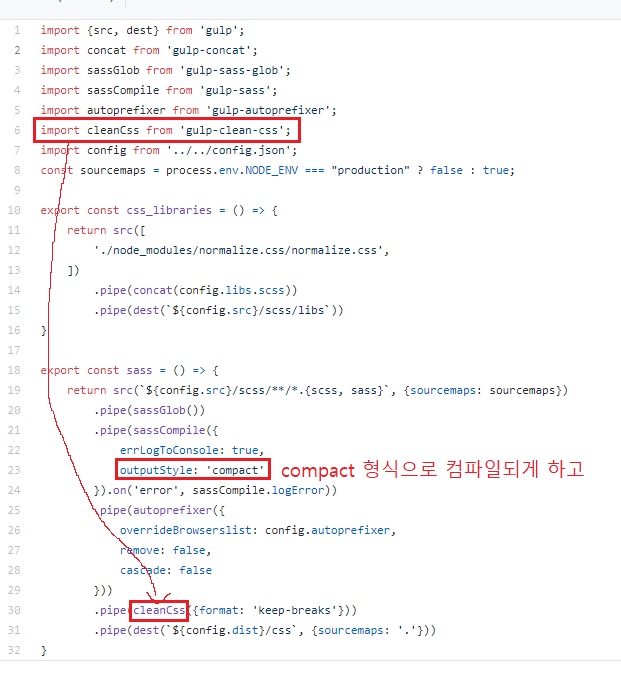 1 import {src, dest} from 'gulp';
2 import concat from 'gulp-concat';
3 import sassGlob from 'gulp-sass-glob';
4 import sassCompile from 'gulp-sass';
5 import autoprefixer from 'gulp-autoprefixer';
6 import cleanCss from 'gulp-clean-css';
7 import config from '../../config.json';
8 const sourcemaps = process.env.NODE_ENV === "production" ? false : true;
9
10 export const css_libraries = () => {
11 return src([
12 './node_modules/normalize.css/normalize.css',
13 ])
14 .pipe(concat(config.libs.scss))
15 .pipe(dest(`${config.src}/scss/libs`))
16 }
17
18 export const sass = () => {
19 return src(`${config.src}/scss/**/*.{scss, sass}`, {sourcemaps: sourcemaps})
20 .pipe(sassGlob())
21 .pipe(sassCompile({
22 errLogToConsole: true,
23 outputStyle: 'compact' compact 형식으로 컴파일되게 하고
24 }).on('error', sassCompile.logError))
25 .pipe(autoprefixer({
26 overrideBrowserslist: config.autoprefixer,
27 remove: false,
28 cascade: false
29 }))
30 .pipe(cleanCss({format: 'keep-breaks'}))
31 .pipe(dest(`${config.dist}/css`, {sourcemaps: '.'}))
32 }